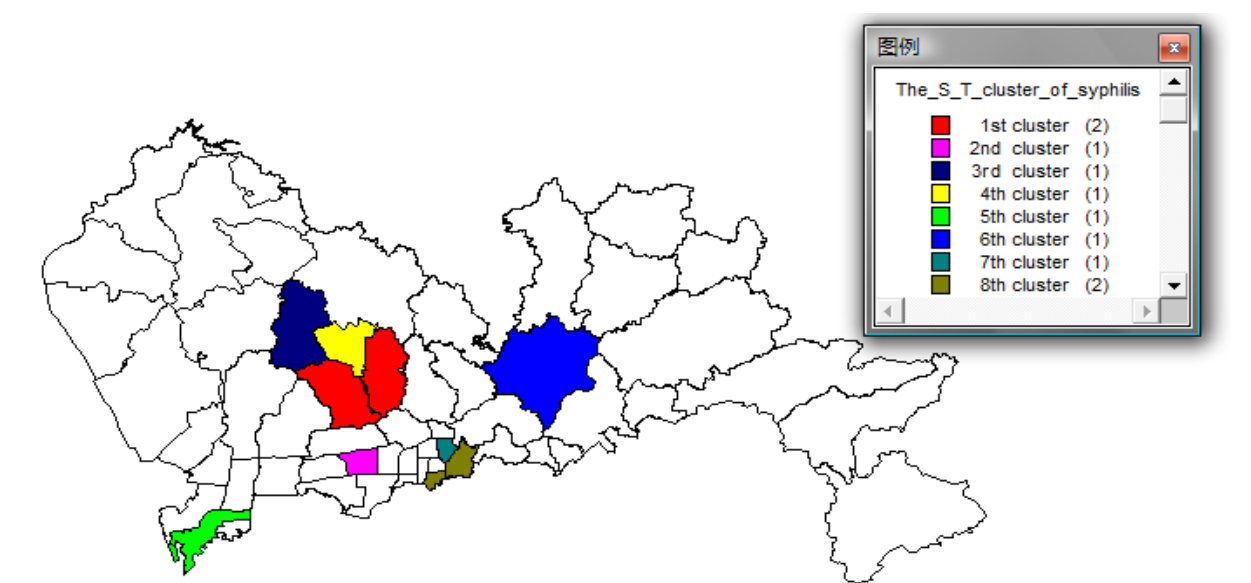 图例
The_S_T_cluster_of_syphilis
1st cluster (2)
2nd cluster (1)
3rd cluster (1)
4th cluster (1)
5th cluster (1)
6th cluster (1)
7th cluster (1)
8th cluster (2)